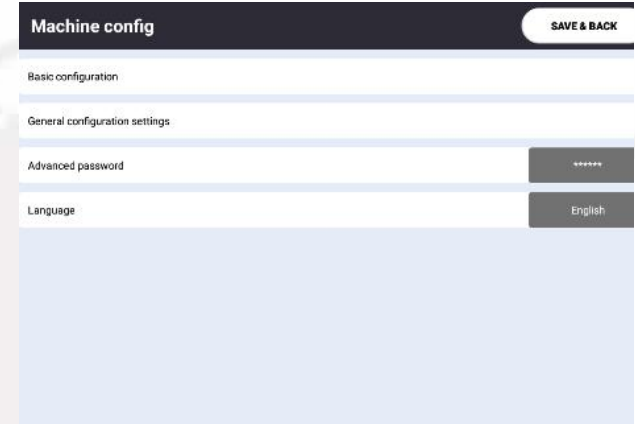 Machine config
SAVE & BACK
Basic configuration
General configuration settings
Advanced password
******
Language
English